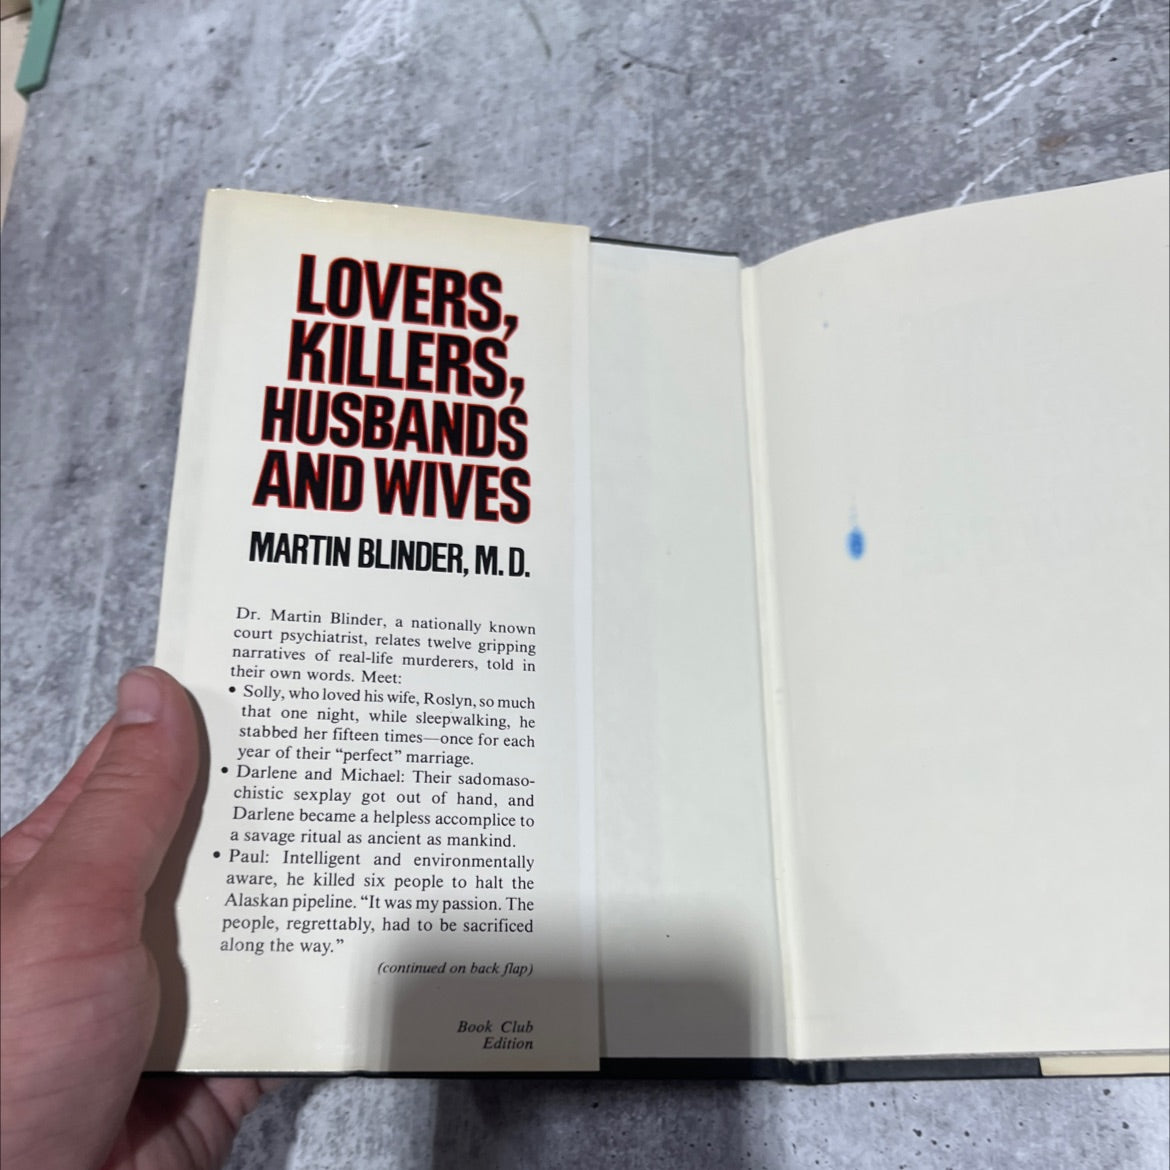 LOVERS,
KILLERS,
HUSBANDS
AND WIVES
MARTIN BLINDER, M.D.
Dr. Martin Blinder, a nationally known
court psychiatrist, relates twelve gripping
narratives of real-life murderers, told in
their own words. Meet:
• Solly, who loved his wife, Roslyn, so much
that one night, while sleepwalking, he
stabbed her fifteen times—once for each
year of their “perfect” marriage.
• Darlene and Michael: Their sadomaso-
chistic sexplay got out of hand, and
Darlene became a helpless accomplice to
a savage ritual as ancient as mankind.
• Paul: Intelligent and environmentally
aware, he killed six people to halt the
Alaskan pipeline. “It was my passion. The
people, regrettably, had to be sacrificed
along the way.”
(continued on back flap)
Book Club
Edition